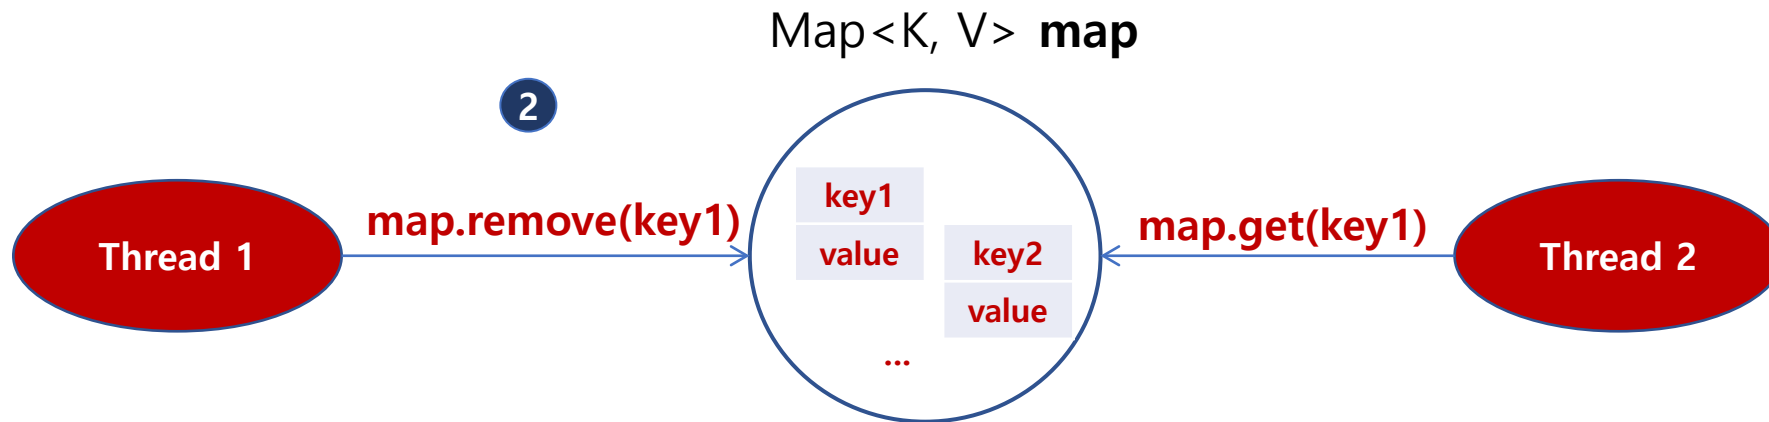 Map<K, V> map
2
Thread 1
map.remove(key1)
key1
value
key2
value
...
map.get(key1)
Thread 2